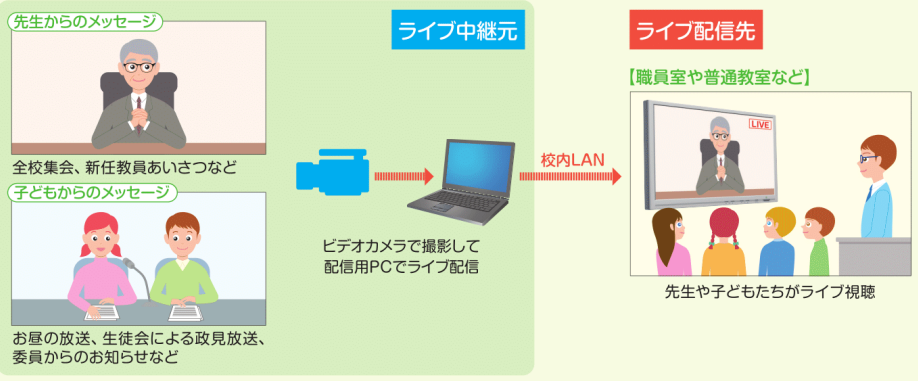 先生からのメッセージ
全校集会、新任教員あいさつなど
子どもからのメッセージ
お昼の放送、生徒会による政見放送、
委員からのお知らせなど
ライブ中継元
ビデオカメラで撮影して
配信用PCでライブ配信
校内LAN
ライブ配信先
【職員室や普通教室など】
LIVE
先生や子どもたちがライブ視聴